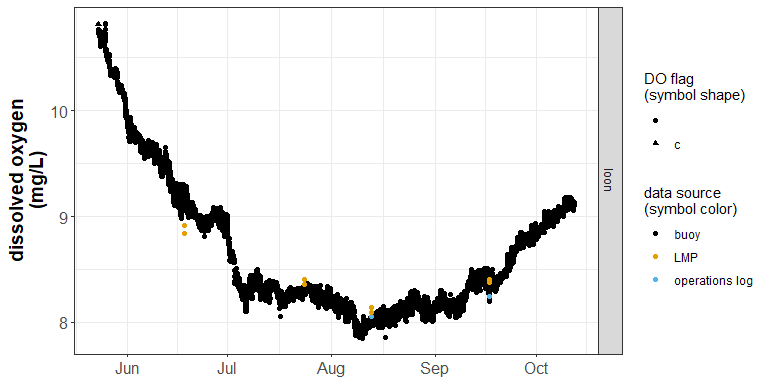 dissolved oxygen
(mg/L)
10
9
8
Jun
Jul
Aug
Sep
Oct
loon
DO flag
(symbol shape)
c
data source
(symbol color)
buoy
LMP
operations log